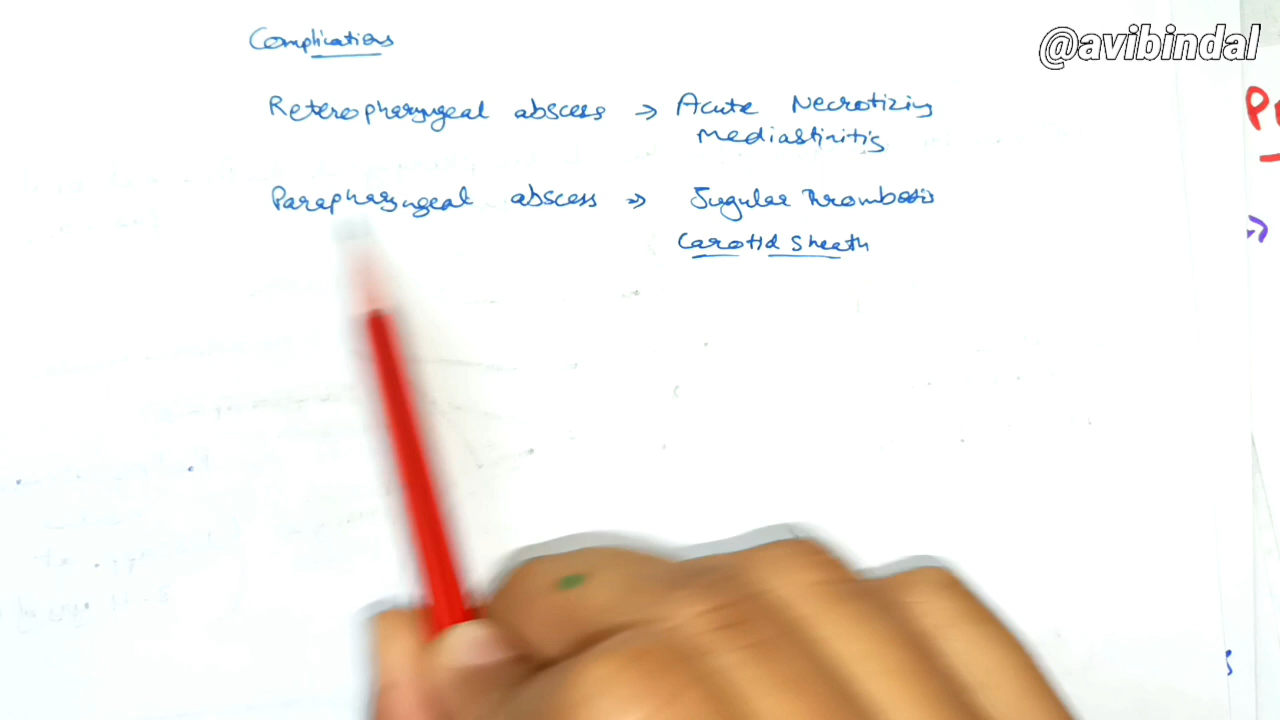 @avibindal
Complications
Reteropharyngeal abscess → Acute Necrotizing
Mediastinitis
Parapharyngeal abscess → Jugular Thrombosis
Carotid Sheath